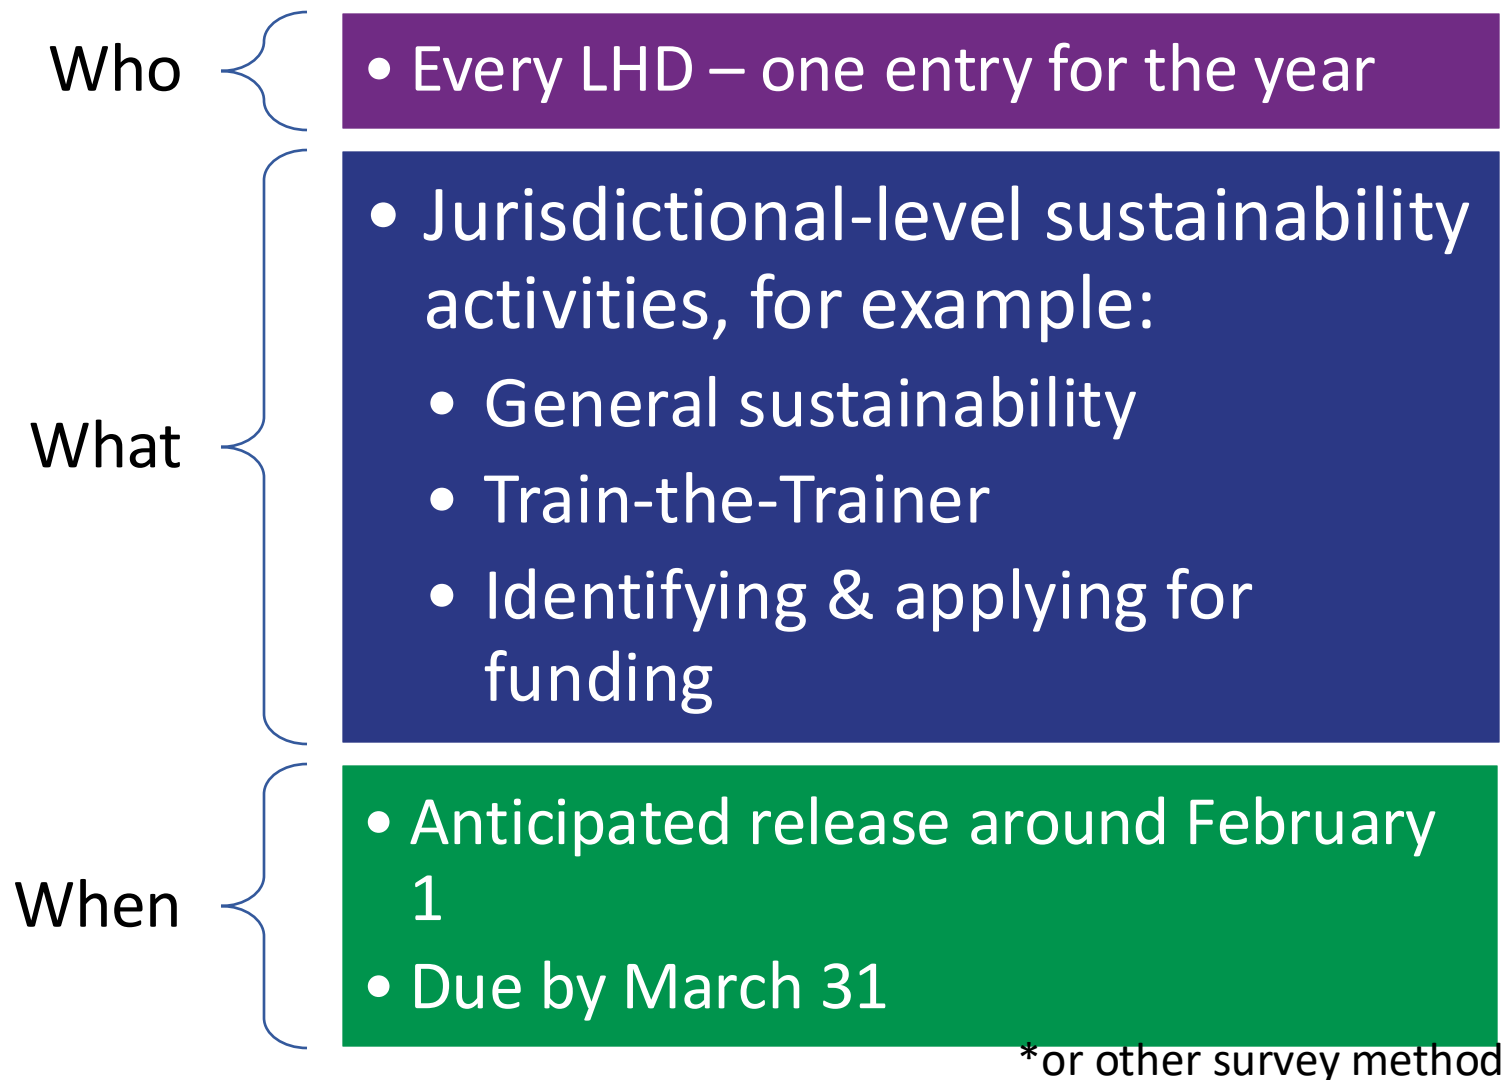 Who
• Every LHD – one entry for the year
What
• Jurisdictional-level sustainability
activities, for example:
• General sustainability
• Train-the-Trainer
• Identifying & applying for
funding
When
• Anticipated release around February
1
• Due by March 31
*or other survey method